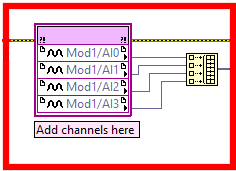 Mod1/AI0
Mod1/AI1
Mod1/AI2
Mod1/AI3
Add channels here